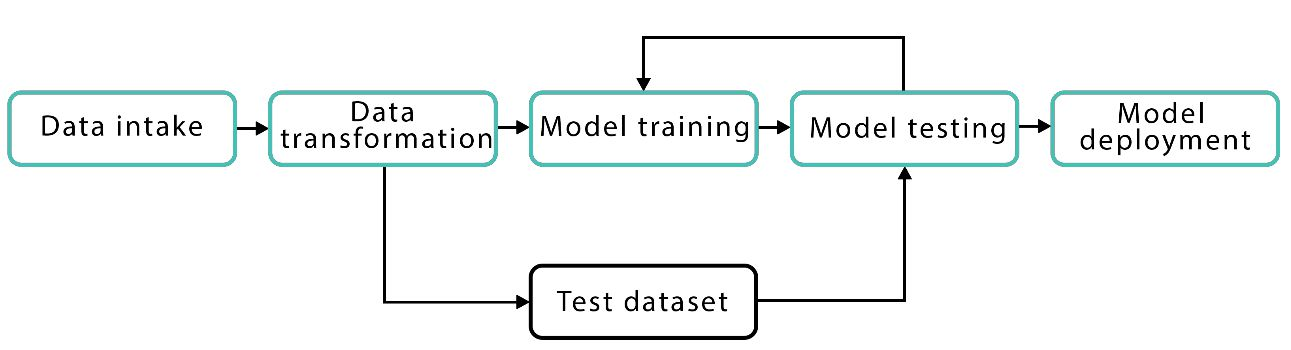 Data intake
Data
transformation
Model training
Model testing
Model
deployment
Test dataset